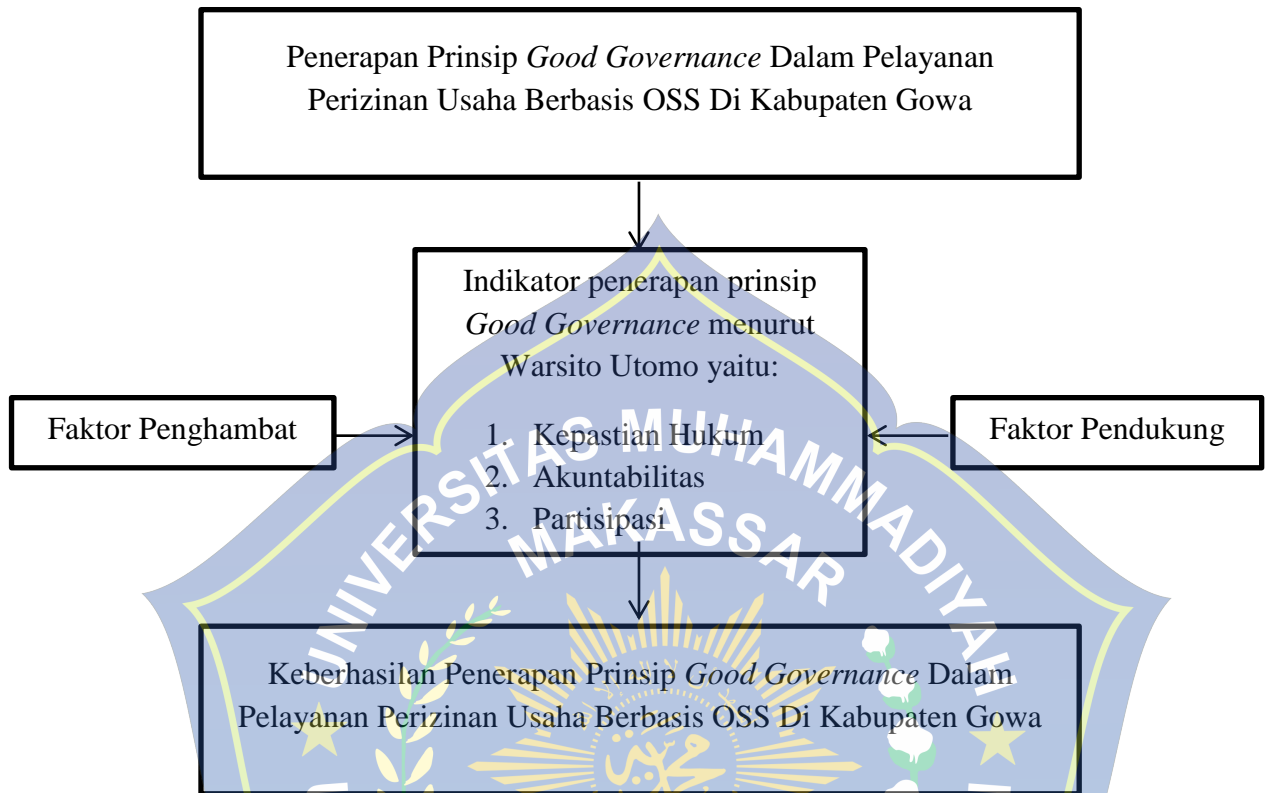 Penerapan Prinsip Good Governance Dalam Pelayanan
Perizinan Usaha Berbasis OSS Di Kabupaten Gowa
Indikator penerapan prinsip
Good Governance menurut
Warsito Utomo yaitu:
1. Kepastian Hukum
2. Akuntabilitas
3. Partisipasi
Faktor Penghambat
Faktor Pendukung
Keberhasilan Penerapan Prinsip Good Governance Dalam
Pelayanan Perizinan Usaha Berbasis OSS Di Kabupaten Gowa
UNIVERSITAS MUHAMMADIYAH
MAKASSAR